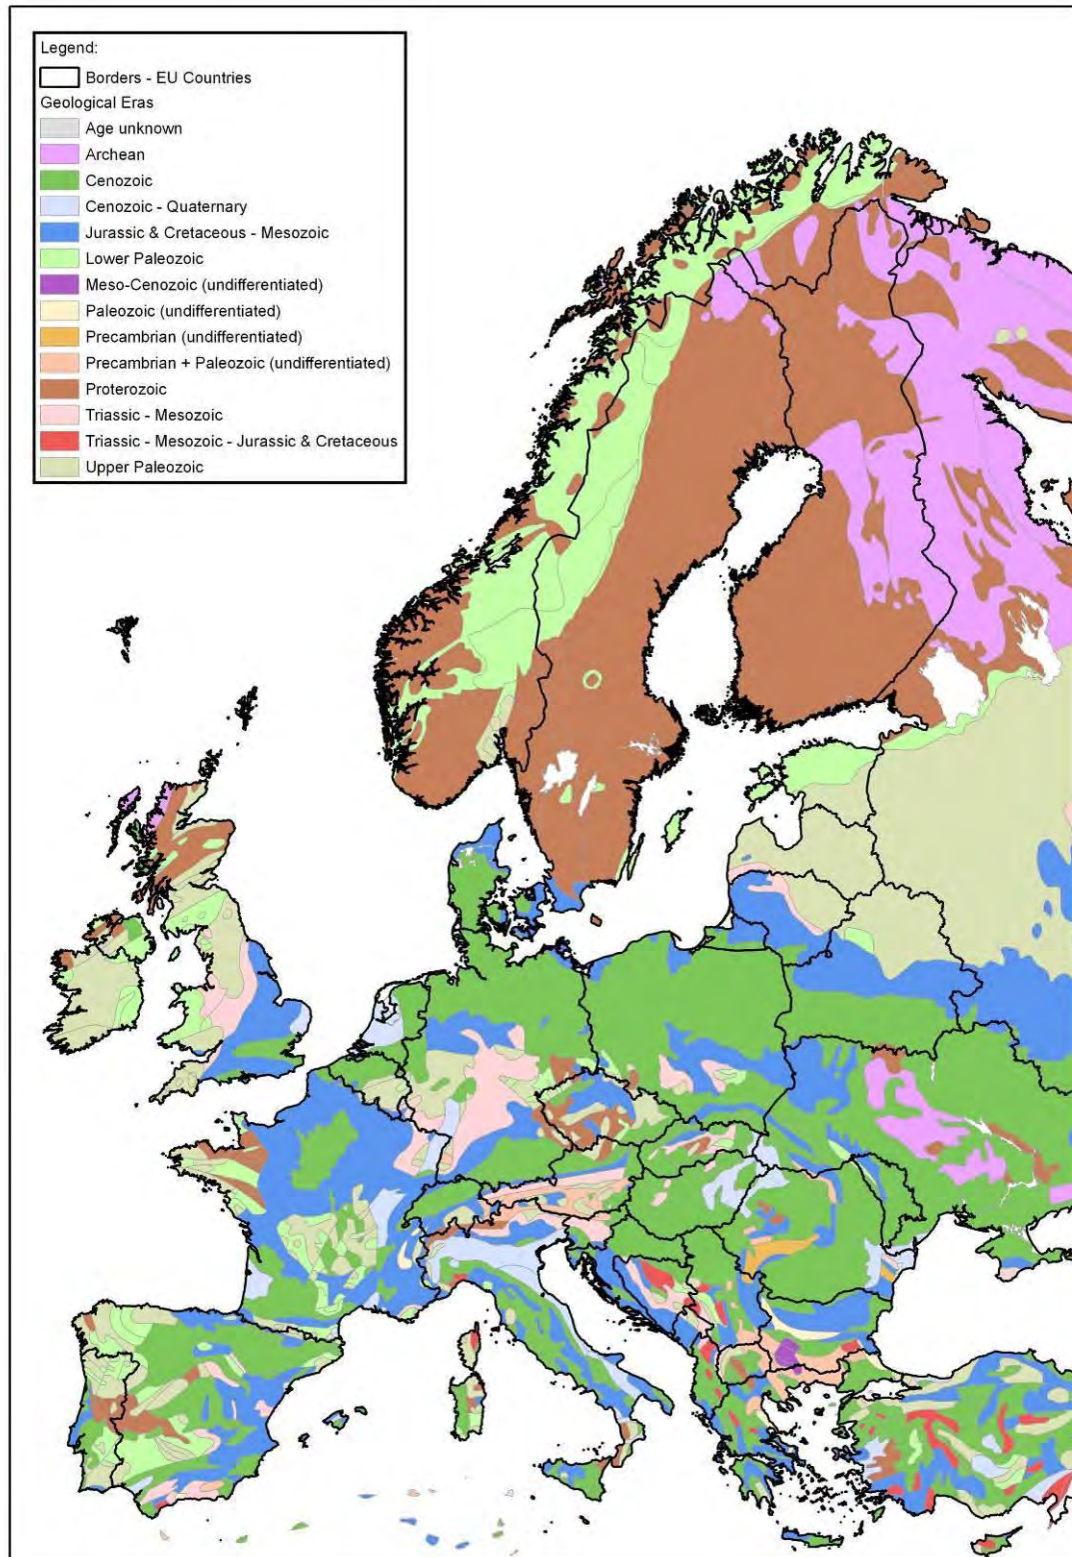 Legend:
Borders - EU Countries
Geological Eras
Age unknown
Archean
Cenozoic
Cenozoic - Quaternary
Jurassic & Cretaceous - Mesozoic
Lower Paleozoic
Meso-Cenozoic (undifferentiated)
Paleozoic (undifferentiated)
Precambrian (undifferentiated)
Precambrian + Paleozoic (undifferentiated)
Proterozoic
Triassic - Mesozoic
Triassic - Mesozoic - Jurassic & Cretaceous
Upper Paleozoic